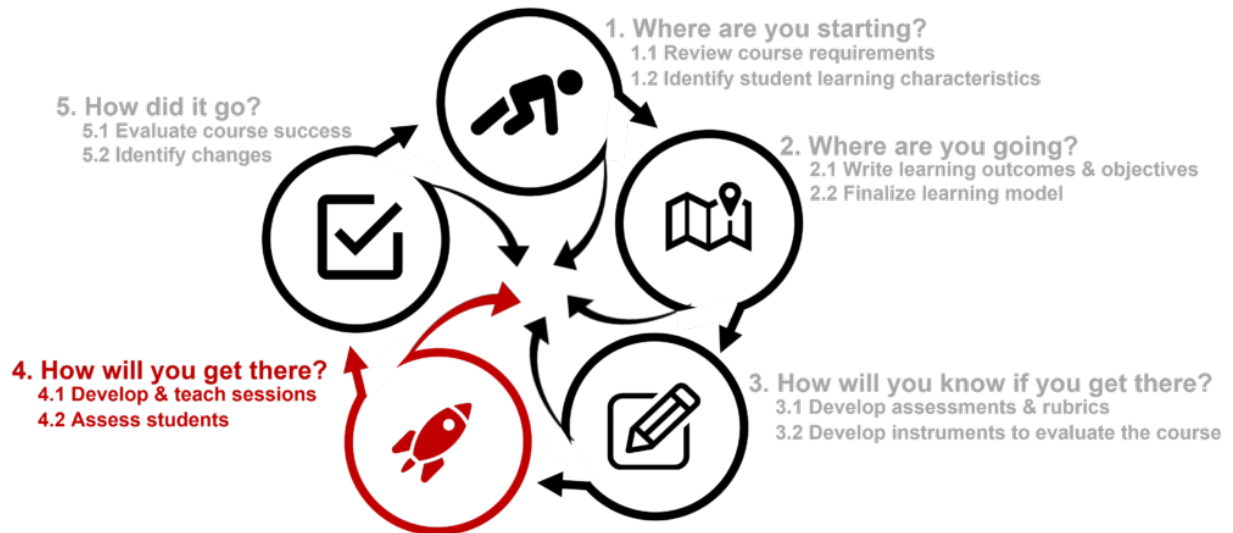 1. Where are you starting?
1.1 Review course requirements
1.2 Identify student learning characteristics
2. Where are you going?
2.1 Write learning outcomes & objectives
2.2 Finalize learning model
3. How will you know if you get there?
3.1 Develop assessments & rubrics
3.2 Develop instruments to evaluate the course
4. How will you get there?
4.1 Develop & teach sessions
4.2 Assess students
5. How did it go?
5.1 Evaluate course success
5.2 Identify changes